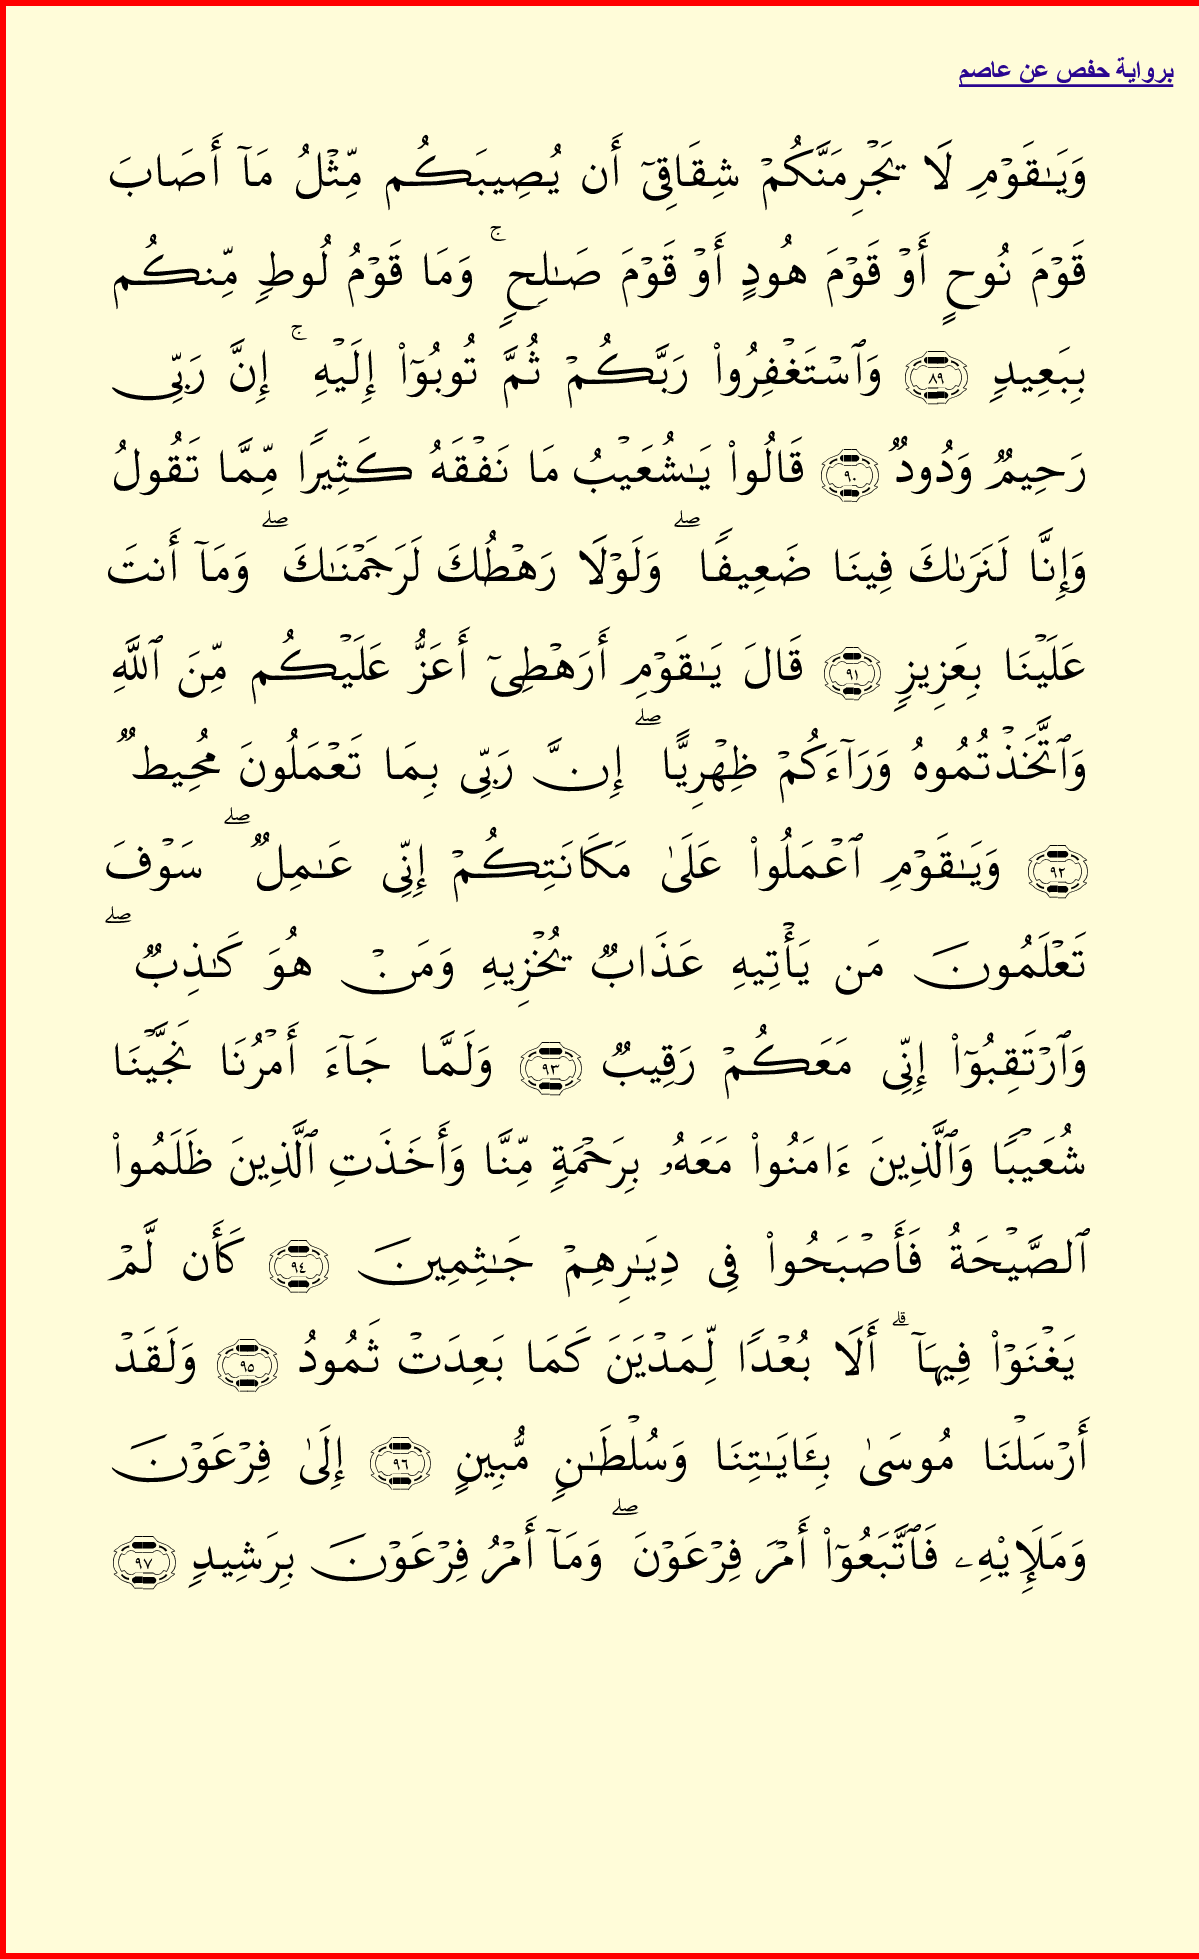 برواية حفص عن عاصم
وَيَـٰقَوۡمِ لَا يَجۡرِمَنَّكُمۡ شِقَاقِىٓ أَن يُصِيبَكُم مِّثۡلُ مَآ أَصَابَ
قَوۡمَ نُوحٍ أَوۡ قَوۡمَ هُودٍ أَوۡ قَوۡمَ صَـٰلِحٍ ۚ وَمَا قَوۡمُ لُوطٍ مِّنكُم
بِبَعِيدٍ ٨٩ وَٱسۡتَغۡفِرُواْ رَبَّكُمۡ ثُمَّ تُوبُوٓاْ إِلَيۡهِ ۚ إِنَّ رَبِّى
رَحِيمٌ وَدُودٌ ٩٠ قَالُواْ يَـٰشُعَيۡبُ مَا نَفۡقَهُ كَثِيرًا مِّمَّا تَقُولُ
وَإِنَّا لَنَرَىٰكَ فِينَا ضَعِيفًا ۖ وَلَوۡلَا رَهۡطُكَ لَرَجَمۡنَـٰكَ ۖ وَمَآ أَنتَ
عَلَيۡنَا بِعَزِيزٍ ٩١ قَالَ يَـٰقَوۡمِ أَرَهۡطِىٓ أَعَزُّ عَلَيۡكُم مِّنَ ٱللَّهِ
وَٱتَّخَذۡتُمُوهُ وَرَآءَكُمۡ ظِهۡرِيًّا ۖ إِنَّ رَبِّى بِمَا تَعۡمَلُونَ مُحِيطٌ
٩٢ وَيَـٰقَوۡمِ ٱعۡمَلُواْ عَلَىٰ مَكَانَتِكُمۡ إِنِّى عَـٰمِلٌ ۖ سَوۡفَ
تَعۡلَمُونَ مَن يَأۡتِيهِ عَذَابٌ يُخۡزِيهِ وَمَنۡ هُوَ كَـٰذِبٌ ۖ
وَٱرۡتَقِبُوٓاْ إِنِّى مَعَكُمۡ رَقِيبٌ ٩٣ وَلَمَّا جَآءَ أَمۡرُنَا نَجَّيۡنَا
شُعَيۡبًا وَٱلَّذِينَ ءَامَنُواْ مَعَهُۥ بِرَحۡمَةٍ مِّنَّا وَأَخَذَتِ ٱلَّذِينَ ظَلَمُواْ
ٱلصَّيۡحَةُ فَأَصۡبَحُواْ فِى دِيَـٰرِهِمۡ جَـٰثِمِينَ ٩٤ كَأَن لَّمۡ
يَغۡنَوۡاْ فِيهَآ ۗ أَلَا بُعۡدًا لِّمَدۡيَنَ كَمَا بَعِدَتۡ ثَمُودُ ٩٥ وَلَقَدۡ
أَرۡسَلۡنَا مُوسَىٰ بِـَٔايَـٰتِنَا وَسُلۡطَـٰنٍ مُّبِينٍ ٩٦ إِلَىٰ فِرۡعَوۡنَ
وَمَلَإِيْهِۦ فَٱتَّبَعُوٓاْ أَمۡرَ فِرۡعَوۡنَ ۖ وَمَآ أَمۡرُ فِرۡعَوۡنَ بِرَشِيدٍ ٩٧